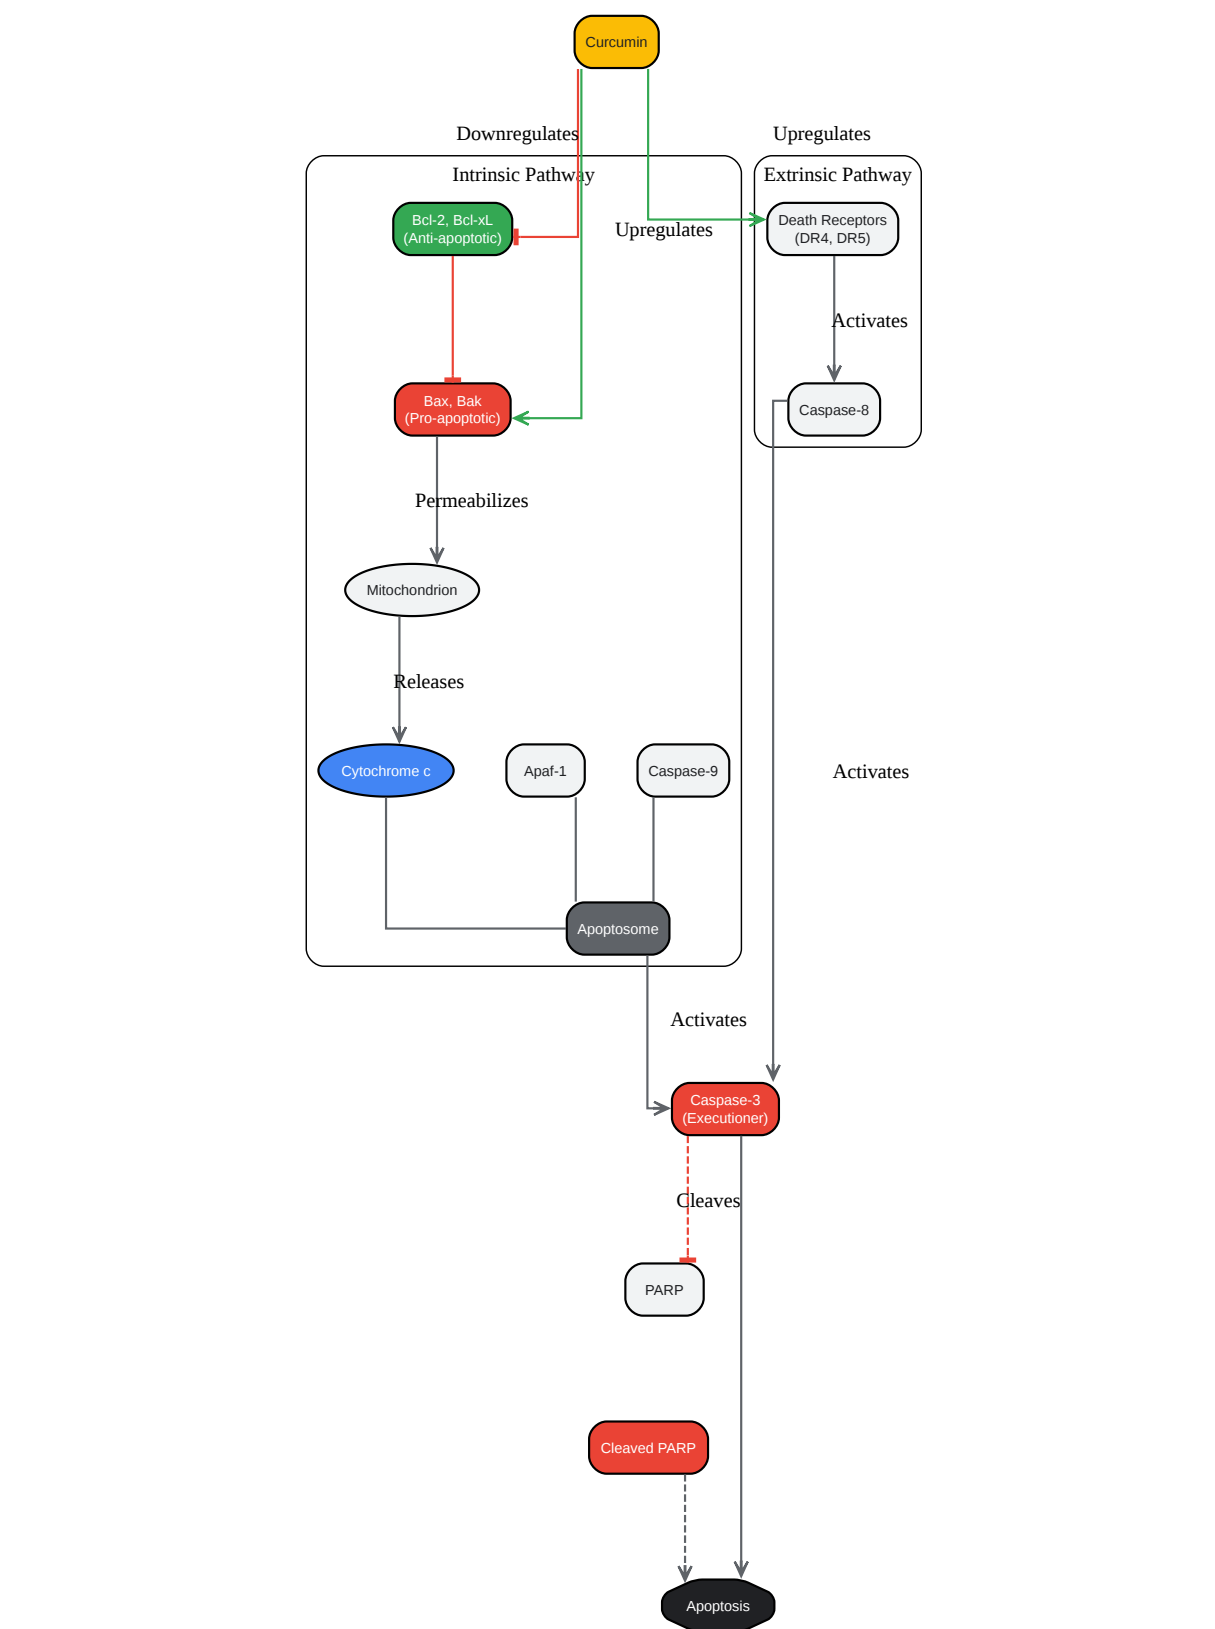 Curcumin
Downregulates
Upregulates
Intrinsic Pathway
Extrinsic Pathway
Bcl-2, Bcl-xL
(Anti-apoptotic)
Upregulates
Death Receptors
(DR4, DR5)
Activates
Bax, Bak
(Pro-apoptotic)
Caspase-8
Permeabilizes
Mitochondrion
Releases
Cytochrome c
Apaf-1
Caspase-9
Activates
Apoptosome
Activates
Caspase-3
(Executioner)
Cleaves
PARP
Cleaved PARP
Apoptosis